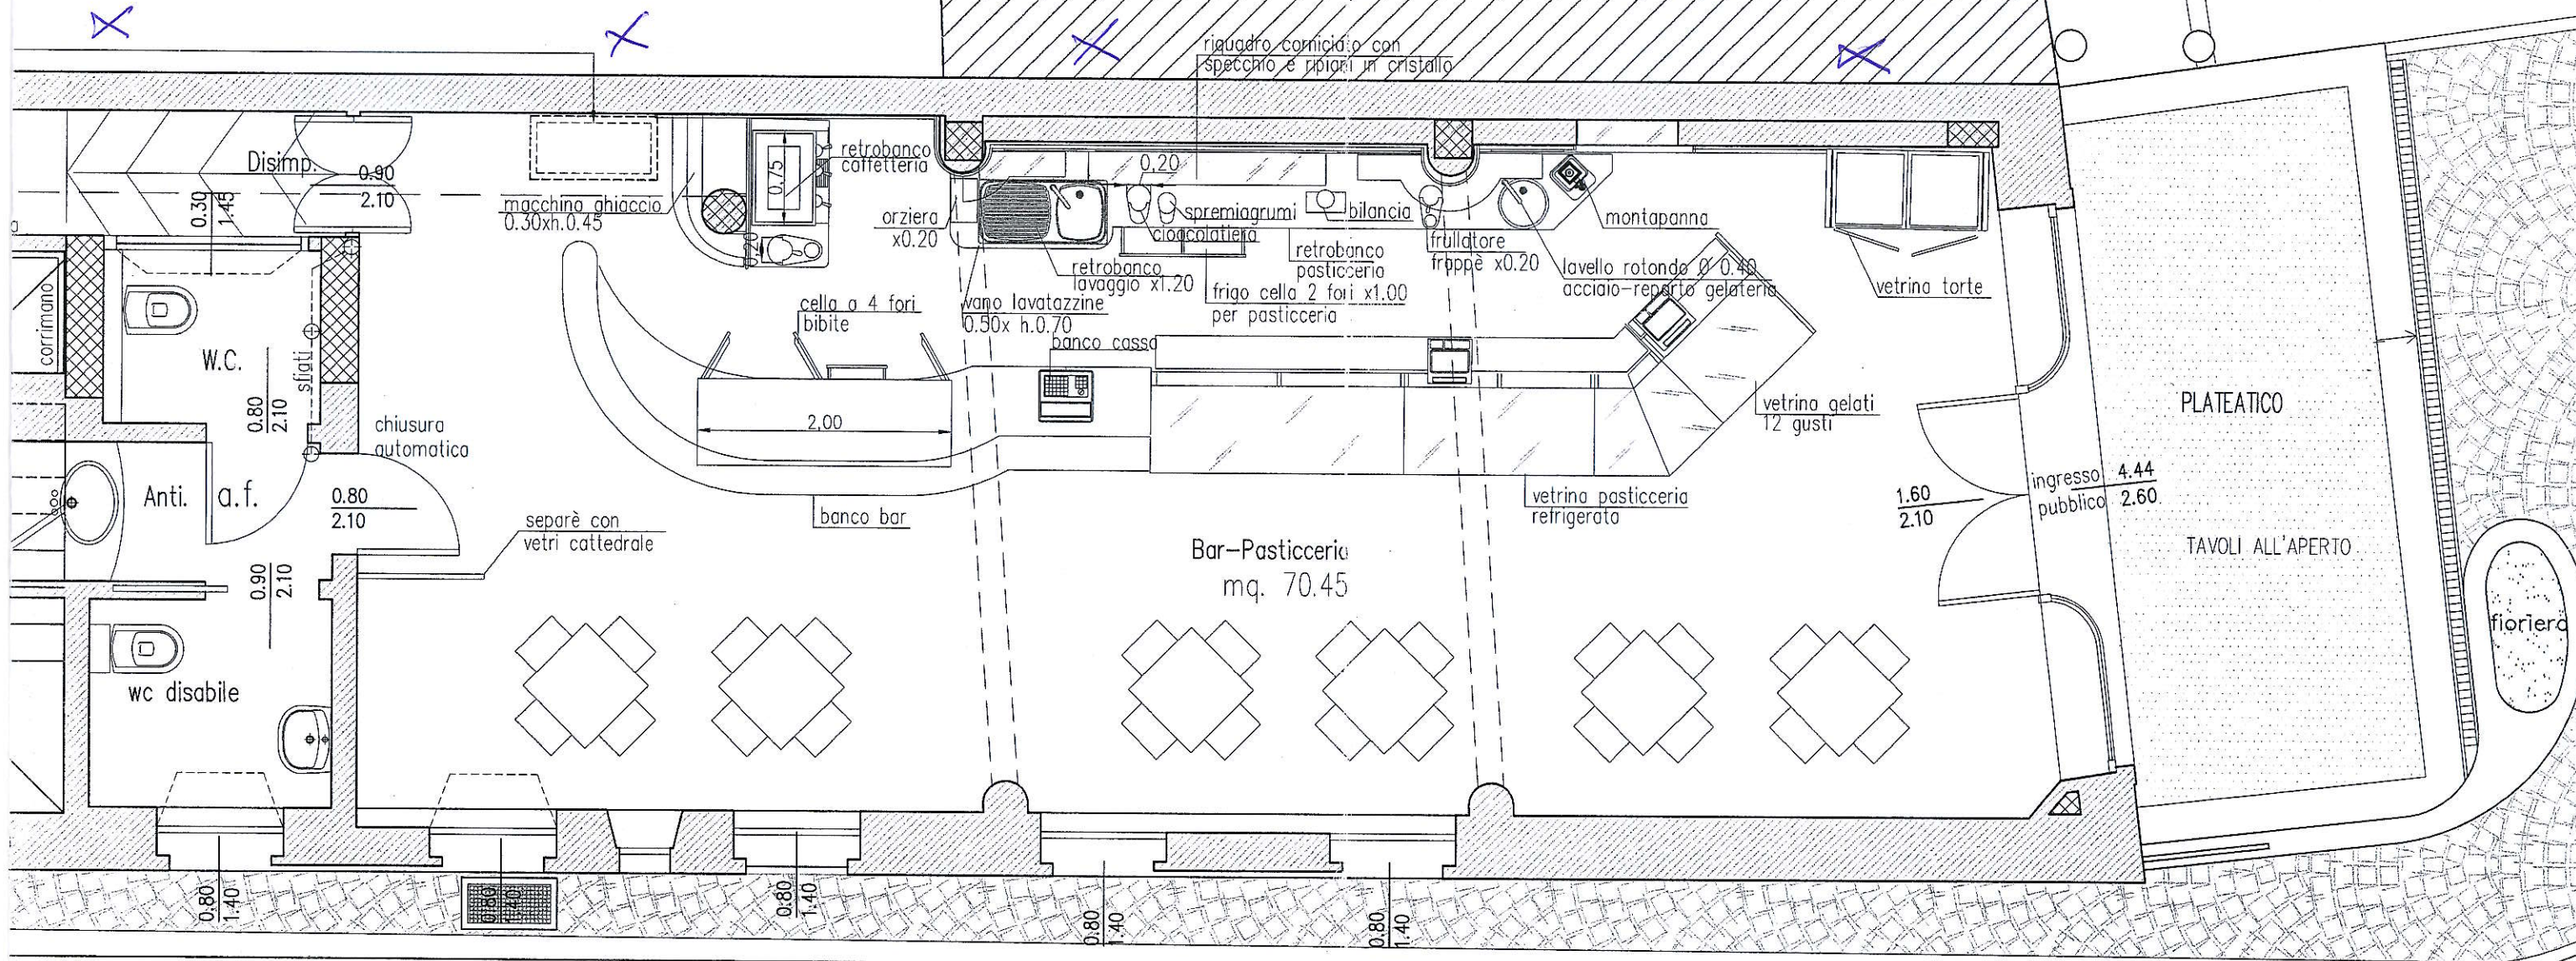 riquadro corniciato con
specchio e ripiani in cristallo
Disimp.
0.90
2.10
0.30
1.45
macchina ghiaccio
0.30xh.0.45
0.75
retrobanco
caffetteria
orziera
x0.20
0,20
spremiagrumi
cioccolatiera
bilancia
montapanna
retrobanco
lavaggio x1.20
vano lavatazzine
0.50x h.0.70
frigo cella 2 fori x1.00
per pasticceria
retrobanco
pasticceria
frullatore
frappè x0.20
lavello rotondo Ø 0.40
acciaio-reparto gelateria
vetrina torte
corrimano
W.C.
0.80
2.10
sfiati
chiusura
automatica
cella a 4 fori
bibite
banco cassa
2,00
vetrina gelati
12 gusti
PLATEATICO
Anti.
a.f.
0.80
2.10
separè con
vetri cattedrale
banco bar
vetrina pasticceria
refrigerata
1.60
2.10
ingresso 4.44
pubblico 2.60
TAVOLI ALL'APERTO
0.90
2.10
Bar-Pasticceria
mq. 70.45
fioriera
wc disabile
0.80
1.40
0.80
1.40
0.80
1.40
0.80
1.40
0.80
1.40